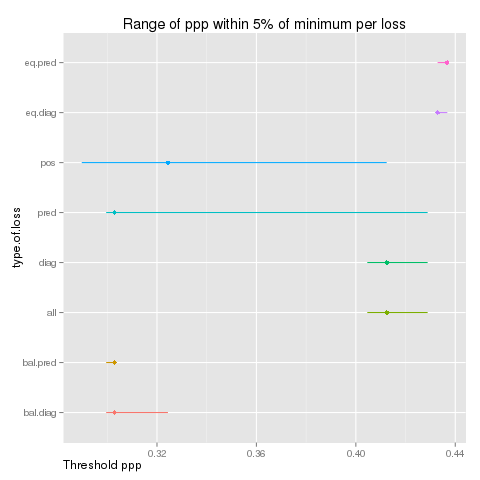 Range of ppp within 5% of minimum per loss
eq.pred
eq.diag
pos
pred
diag
all
bal.pred
bal.diag
type.of.loss
0.32
0.36
0.40
0.44
Threshold ppp